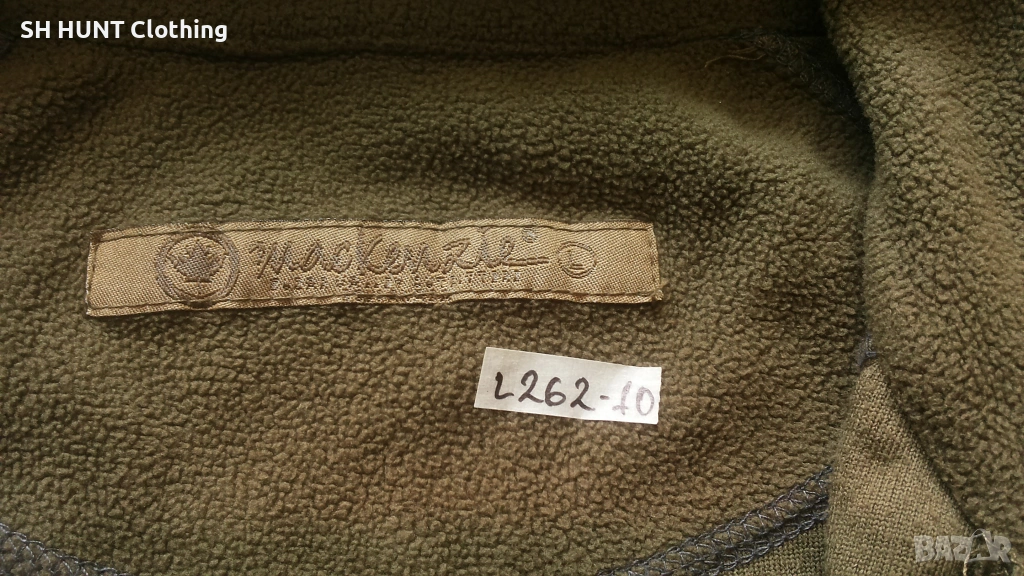 SH HUNT Clothing
mackenzie® L
L262-10
BAZAR